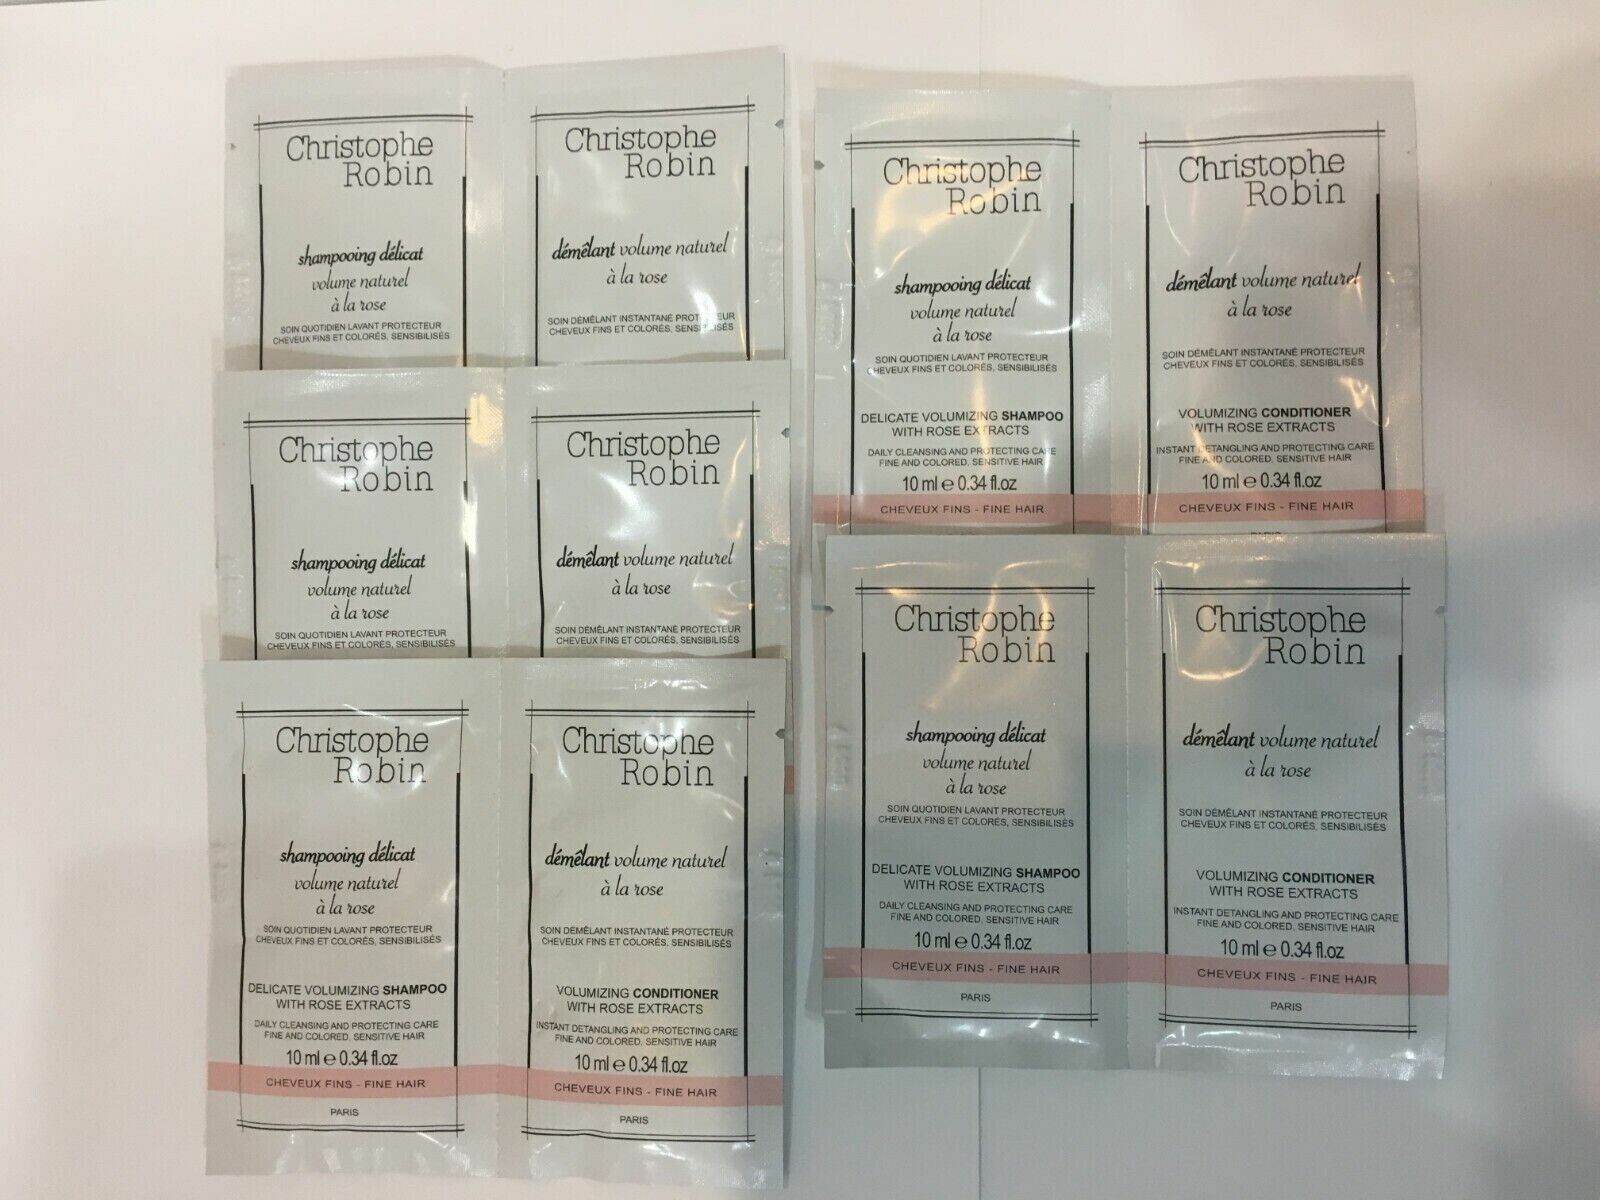 Christophe
Robin
shampooing délicat
volume naturel
à la rose
SOIN QUOTIDIEN LAVANT PROTECTEUR
CHEVEUX FINS ET COLORÉS, SENSIBILISÉS
Christophe
Robin
démêlant volume naturel
à la rose
SOIN DÉMÊLANT INSTANTANÉ PROTECTEUR
CHEVEUX FINS ET COLORÉS, SENSIBILISÉS
Christophe
Robin
shampooing délicat
volume naturel
à la rose
SOIN QUOTIDIEN LAVANT PROTECTEUR
CHEVEUX FINS ET COLORÉS, SENSIBILISÉS
Christophe
Robin
démêlant volume naturel
à la rose
SOIN DÉMÊLANT INSTANTANÉ PROTECTEUR
CHEVEUX FINS ET COLORÉS, SENSIBILISÉS
Christophe
Robin
shampooing délicat
volume naturel
à la rose
SOIN QUOTIDIEN LAVANT PROTECTEUR
CHEVEUX FINS ET COLORÉS, SENSIBILISÉS
DELICATE VOLUMIZING SHAMPOO
WITH ROSE EXTRACTS
DAILY CLEANSING AND PROTECTING CARE
FINE AND COLORED, SENSITIVE HAIR
10 ml e 0.34 fl.oz
CHEVEUX FINS - FINE HAIR
PARIS
Christophe
Robin
démêlant volume naturel
à la rose
SOIN DÉMÊLANT INSTANTANÉ PROTECTEUR
CHEVEUX FINS ET COLORÉS, SENSIBILISÉS
VOLUMIZING CONDITIONER
WITH ROSE EXTRACTS
INSTANT DETANGLING AND PROTECTING CARE
FINE AND COLORED, SENSITIVE HAIR
10 ml e 0.34 fl.oz
CHEVEUX FINS - FINE HAIR
PARIS
Christophe
Robin
shampooing délicat
volume naturel
à la rose
SOIN QUOTIDIEN LAVANT PROTECTEUR
CHEVEUX FINS ET COLORÉS, SENSIBILISÉS
DELICATE VOLUMIZING SHAMPOO
WITH ROSE EXTRACTS
DAILY CLEANSING AND PROTECTING CARE
FINE AND COLORED, SENSITIVE HAIR
10 ml e 0.34 fl.oz
CHEVEUX FINS - FINE HAIR
Christophe
Robin
démêlant volume naturel
à la rose
SOIN DÉMÊLANT INSTANTANÉ PROTECTEUR
CHEVEUX FINS ET COLORÉS, SENSIBILISÉS
VOLUMIZING CONDITIONER
WITH ROSE EXTRACTS
INSTANT DETANGLING AND PROTECTING CARE
FINE AND COLORED, SENSITIVE HAIR
10 ml e 0.34 fl.oz
CHEVEUX FINS - FINE HAIR
Christophe
Robin
shampooing délicat
volume naturel
à la rose
SOIN QUOTIDIEN LAVANT PROTECTEUR
CHEVEUX FINS ET COLORÉS, SENSIBILISÉS
DELICATE VOLUMIZING SHAMPOO
WITH ROSE EXTRACTS
DAILY CLEANSING AND PROTECTING CARE
FINE AND COLORED, SENSITIVE HAIR
10 ml e 0.34 fl.oz
CHEVEUX FINS - FINE HAIR
PARIS
Christophe
Robin
démêlant volume naturel
à la rose
SOIN DÉMÊLANT INSTANTANÉ PROTECTEUR
CHEVEUX FINS ET COLORÉS, SENSIBILISÉS
VOLUMIZING CONDITIONER
WITH ROSE EXTRACTS
INSTANT DETANGLING AND PROTECTING CARE
FINE AND COLORED, SENSITIVE HAIR
10 ml e 0.34 fl.oz
CHEVEUX FINS - FINE HAIR
PARIS